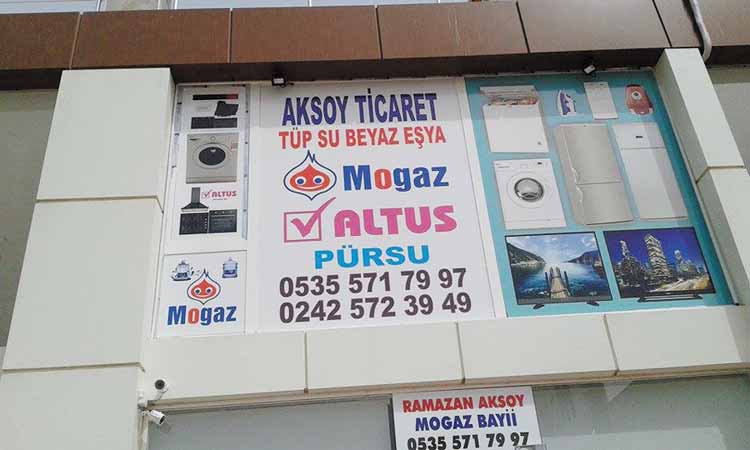 AKSOY TİCARET
TÜP SU BEYAZ EŞYA
Mogaz
ALTUS
PÜRSU
0535 571 79 97
0242 572 39 49
ALTUS
Mogaz
RAMAZAN AKSOY
MOGAZ BAYİİ
0535 571 79 97